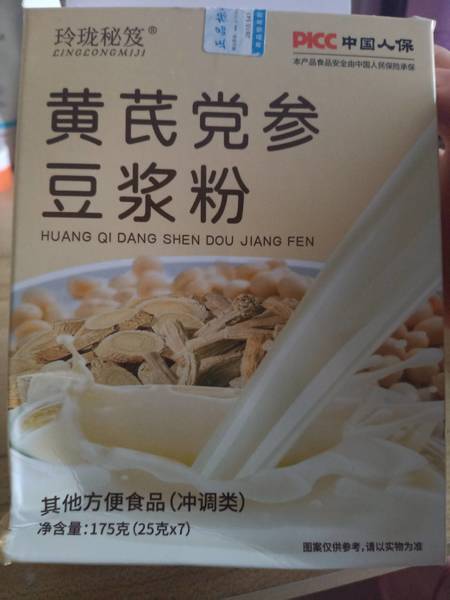 玲珑秘笈®
LINGLONGMIJI
正品
PICC 中国人保
本产品食品安全由中国人民保险承保
黄芪党参
豆浆粉
HUANG QI DANG SHEN DOU JIANG FEN
其他方便食品(冲调类)
净含量:175克(25克x7)
图案仅供参考,请以实物为准